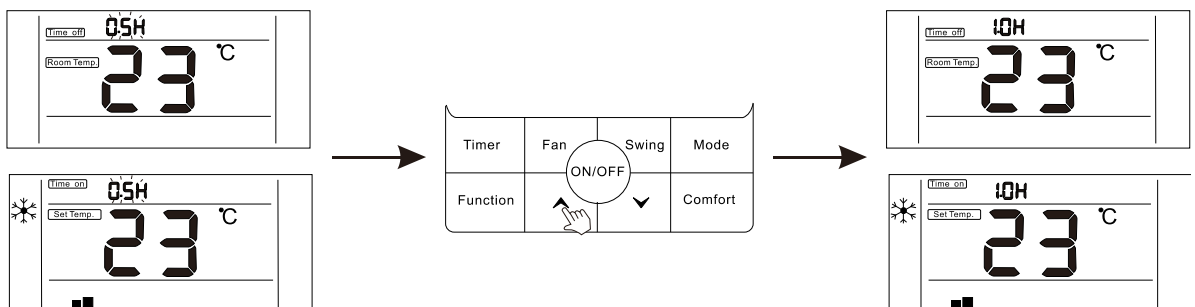 Time off 0.5H
Room Temp. 23 °C
Time on 0.5H
Set Temp. 23 °C
Timer Fan Swing Mode
ON/OFF
Function Comfort
Time off 1.0H
Room Temp. 23 °C
Time on 1.0H
Set Temp. 23 °C